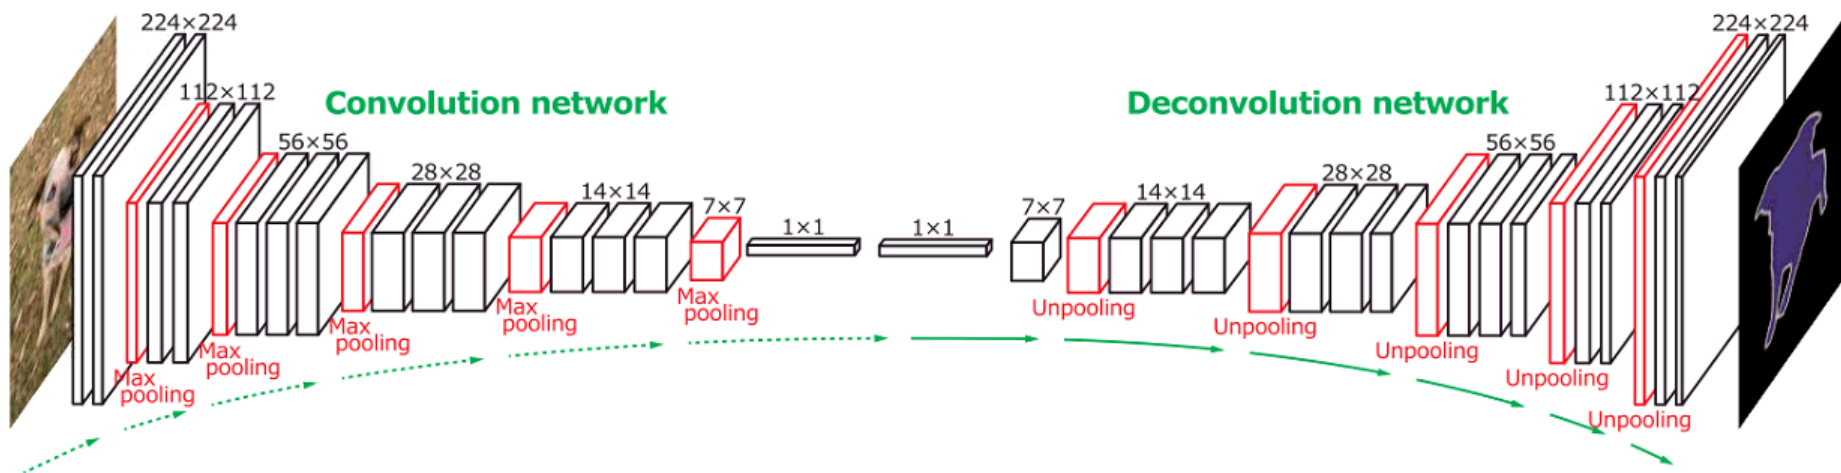 224×224
112×112
Convolution network
56×56
28×28
14×14
7×7
1×1
1×1
7×7
14×14
28×28
56×56
Deconvolution network
112×112
224×224
Max
pooling
Max
pooling
Max
pooling
Max
pooling
Max
pooling
Unpooling
Unpooling
Unpooling
Unpooling
Unpooling